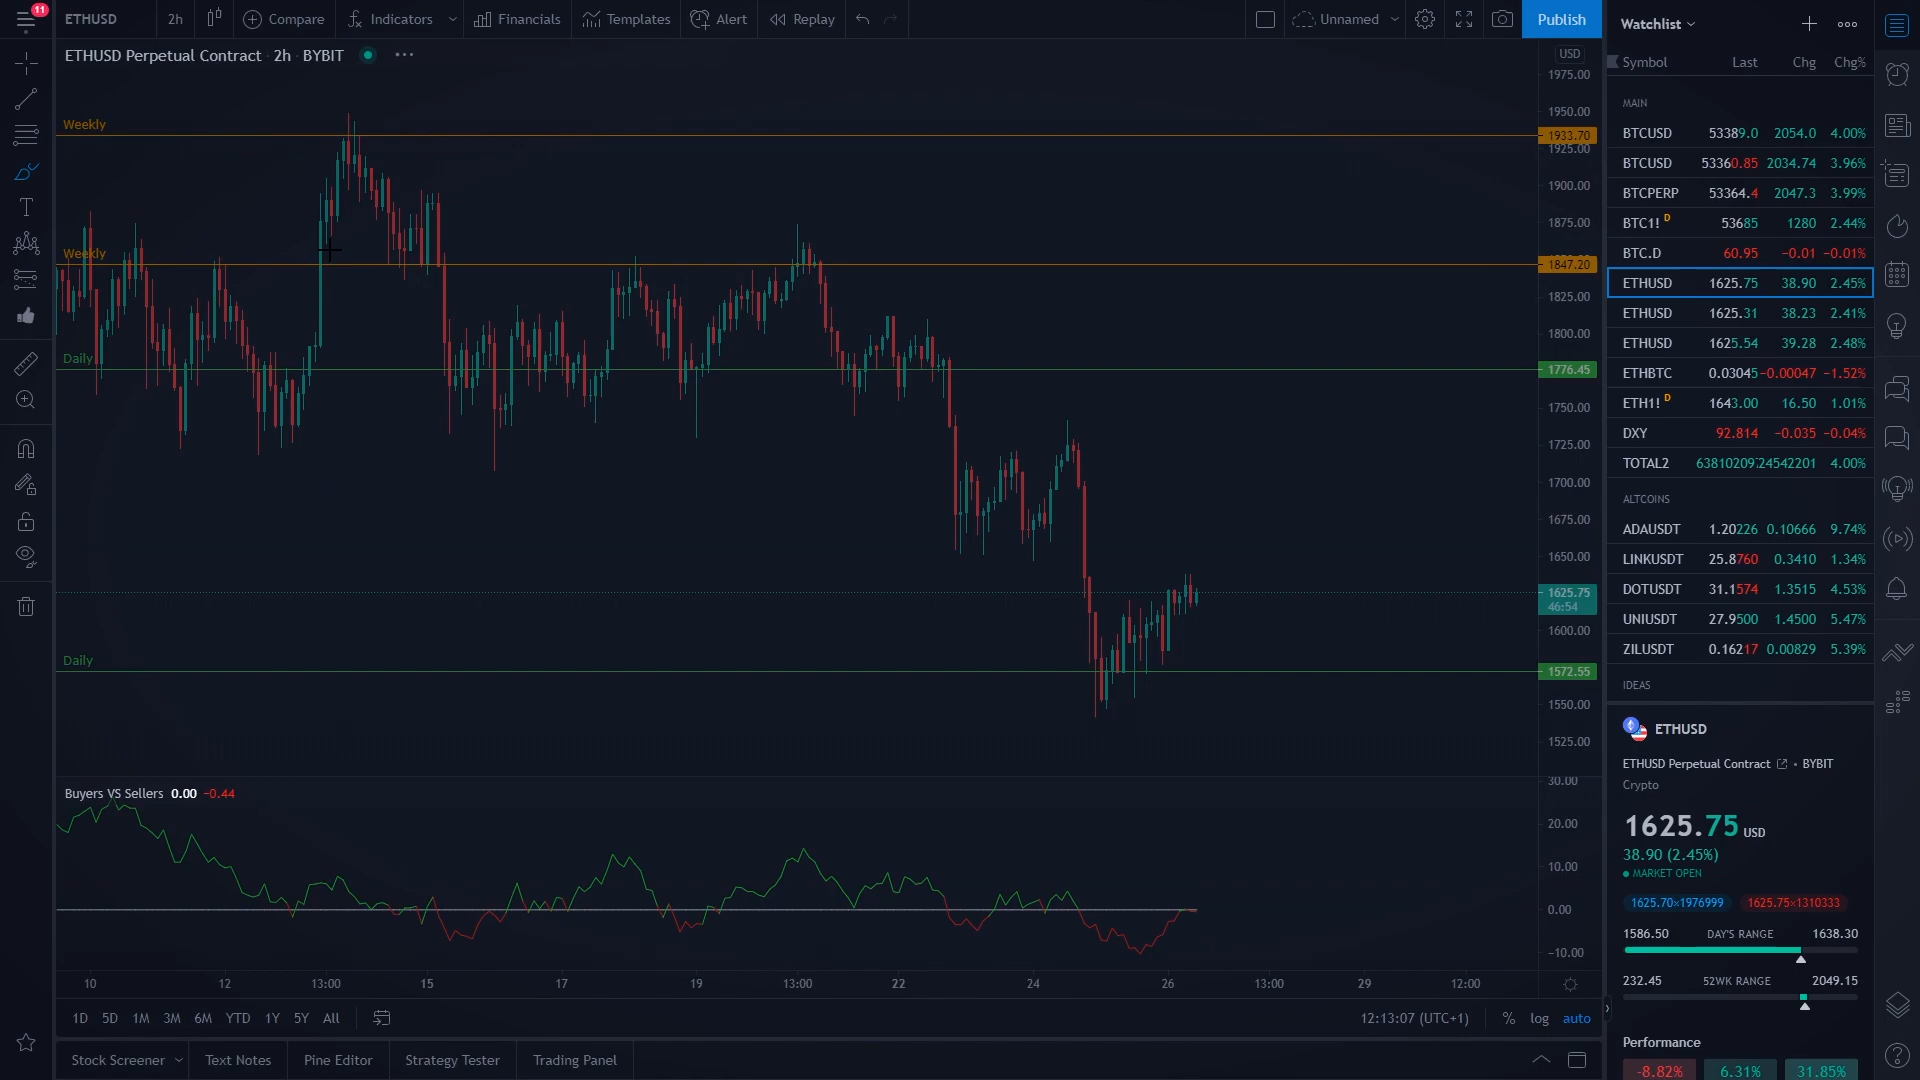 11
ETHUSD 2h Compare Indicators Financials Templates Alert Replay Unnamed Publish
ETHUSD Perpetual Contract · 2h · BYBIT
USD
1975.00
1950.00
Weekly
1933.70
1925.00
1900.00
1875.00
Weekly
1847.20
1825.00
1800.00
Daily
1776.45
1750.00
1725.00
1700.00
1675.00
1650.00
1625.75
46:54
1600.00
Daily
1572.55
1550.00
1525.00
30.00
Buyers VS Sellers 0.00 −0.44
20.00
10.00
0.00
−10.00
10 12 13:00 15 17 19 13:00 22 24 26 13:00 29 12:00
1D 5D 1M 3M 6M YTD 1Y 5Y All 12:13:07 (UTC+1) % log auto
Stock Screener Text Notes Pine Editor Strategy Tester Trading Panel
Watchlist
Symbol Last Chg Chg%
MAIN
BTCUSD 53389.0 2054.0 4.00%
BTCUSD 53360.85 2034.74 3.96%
BTCPERP 53364.4 2047.3 3.99%
BTC1! D 53685 1280 2.44%
BTC.D 60.95 −0.01 −0.01%
ETHUSD 1625.75 38.90 2.45%
ETHUSD 1625.31 38.23 2.41%
ETHUSD 1625.54 39.28 2.48%
ETHBTC 0.03045 −0.00047 −1.52%
ETH1! D 1643.00 16.50 1.01%
DXY 92.814 −0.035 −0.04%
TOTAL2 638102097 24542201 4.00%
ALTCOINS
ADAUSDT 1.20226 0.10666 9.74%
LINKUSDT 25.8760 0.3410 1.34%
DOTUSDT 31.1574 1.3515 4.53%
UNIUSDT 27.9500 1.4500 5.47%
ZILUSDT 0.16217 0.00829 5.39%
IDEAS
ETHUSD
ETHUSD Perpetual Contract • BYBIT
Crypto
1625.75 USD
38.90 (2.45%)
MARKET OPEN
1625.70×1976999 1625.75×1310333
1586.50 DAY'S RANGE 1638.30
232.45 52WK RANGE 2049.15
Performance
-8.82% 6.31% 31.85%